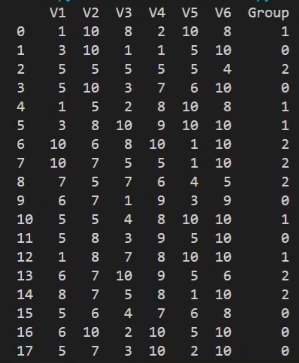 V1 V2 V3 V4 V5 V6 Group
0 1 10 8 2 10 8 1
1 3 10 1 1 5 10 0
2 5 5 5 5 5 4 2
3 5 10 3 7 6 10 0
4 1 5 2 8 10 8 1
5 3 8 10 9 10 10 1
6 10 6 8 10 1 10 2
7 10 7 5 5 1 10 2
8 7 5 7 6 4 5 2
9 6 7 1 9 3 9 0
10 5 5 4 8 10 10 1
11 5 8 3 9 5 10 0
12 1 8 7 8 10 10 1
13 6 7 10 9 5 6 2
14 8 7 5 8 1 10 2
15 5 6 4 7 6 8 0
16 6 10 2 10 5 10 0
17 5 7 3 10 2 10 0